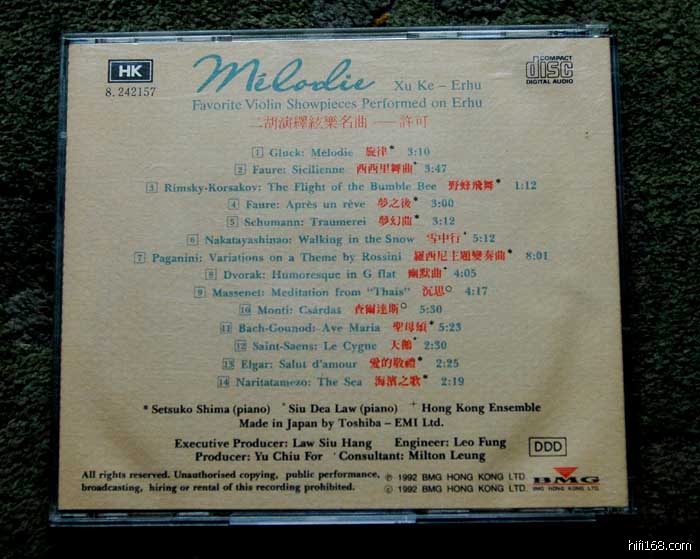 HK
8.242157
Mélodie Xu Ke – Erhu
COMPACT
disc
DIGITAL AUDIO
Favorite Violin Showpieces Performed on Erhu
二胡演繹絃樂名曲 —— 許可
1 Gluck: Mélodie 旋律* 3:10
2 Faure: Sicilienne 西西里舞曲* 3:47
3 Rimsky-Korsakov: The Flight of the Bumble Bee 野蜂飛舞* 1:12
4 Faure: Après un rêve 夢之後* 3:00
5 Schumann: Traumerei 夢幻曲* 3:12
6 Nakatayashinao: Walking in the Snow 雪中行* 5:12
7 Paganini: Variations on a Theme by Rossini 羅西尼主題變奏曲* 8:01
8 Dvorak: Humoresque in G flat 幽默曲* 4:05
9 Massenet: Meditation from "Thais" 沉思○ 4:17
10 Monti: Csárdás 查爾達斯○ 2:30
11 Bach-Gounod: Ave Maria 聖母頌* 5:23
12 Saint-Saens: Le Cygne 天鵝* 2:30
13 Elgar: Salut d'amour 愛的敬禮* 2:25
14 Naritatamezo: The Sea 海濱之歌* 2:19
* Setsuko Shima (piano) * Siu Dea Law (piano) + Hong Kong Ensemble
Made in Japan by Toshiba – EMI Ltd.
Executive Producer: Law Siu Hang Engineer: Leo Fung
Producer: Yu Chiu For Consultant: Milton Leung
DDD
All rights reserved. Unauthorised copying, public performance,
broadcasting, hiring or rental of this recording prohibited.
Ⓟ 1992 BMG HONG KONG LTD.
© 1992 BMG HONG KONG LTD.
BMG
BMG HONG KONG LTD.
hifi168.com